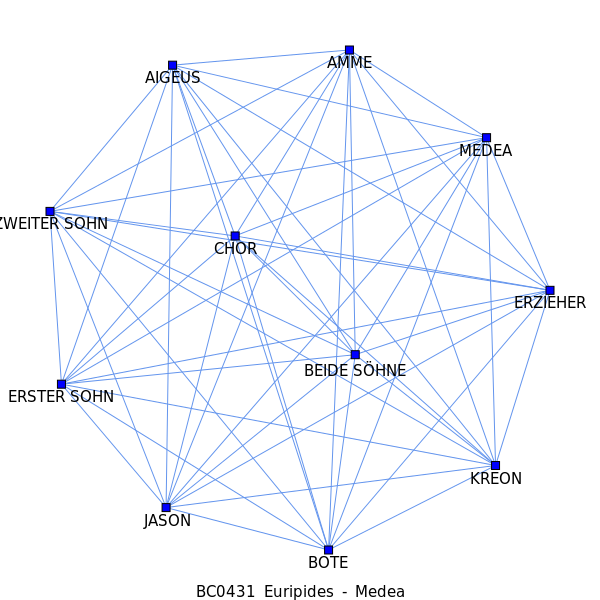 AMME
AIGEUS
MEDEA
ZWEITER SOHN
CHOR
ERZIEHER
BEIDE SÖHNE
ERSTER SOHN
KREON
JASON
BOTE
BC0431 Euripides - Medea